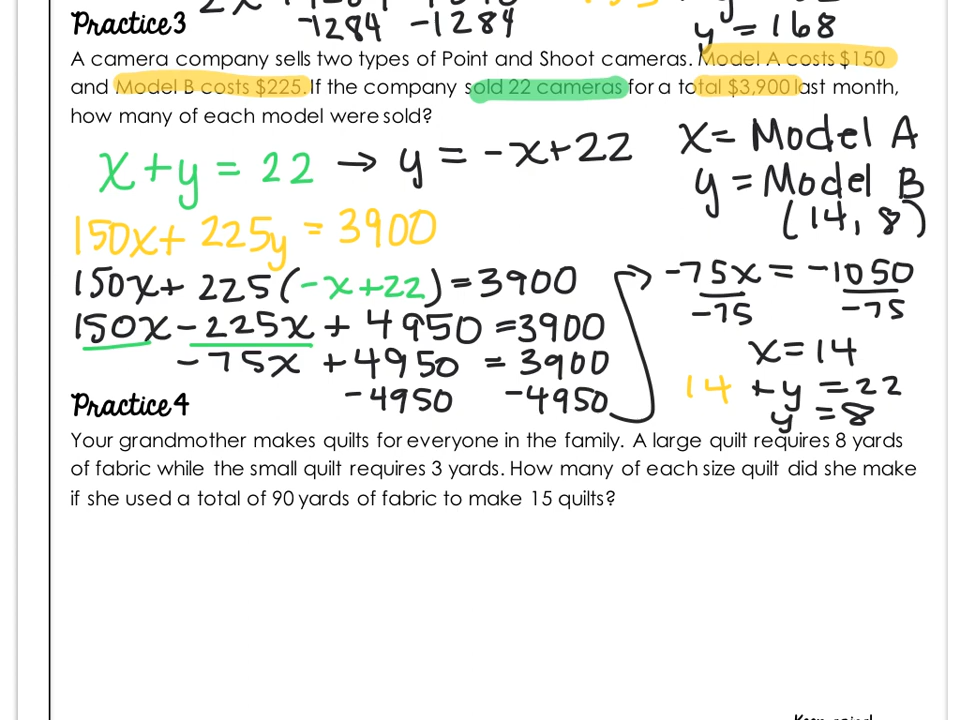 -1284 -1284
y = 168
Practice 3
A camera company sells two types of Point and Shoot cameras. Model A costs $150
and Model B costs $225. If the company sold 22 cameras for a total $3,900 last month,
how many of each model were sold?
x = Model A
y = Model B
(14, 8)
x + y = 22 → y = -x + 22
150x + 225y = 3900
150x + 225(-x+22) = 3900
150x - 225x + 4950 = 3900
-75x + 4950 = 3900
-4950 -4950
-75x = -1050
-75 -75
x = 14
14 + y = 22
y = 8
Practice 4
Your grandmother makes quilts for everyone in the family. A large quilt requires 8 yards
of fabric while the small quilt requires 3 yards. How many of each size quilt did she make
if she used a total of 90 yards of fabric to make 15 quilts?